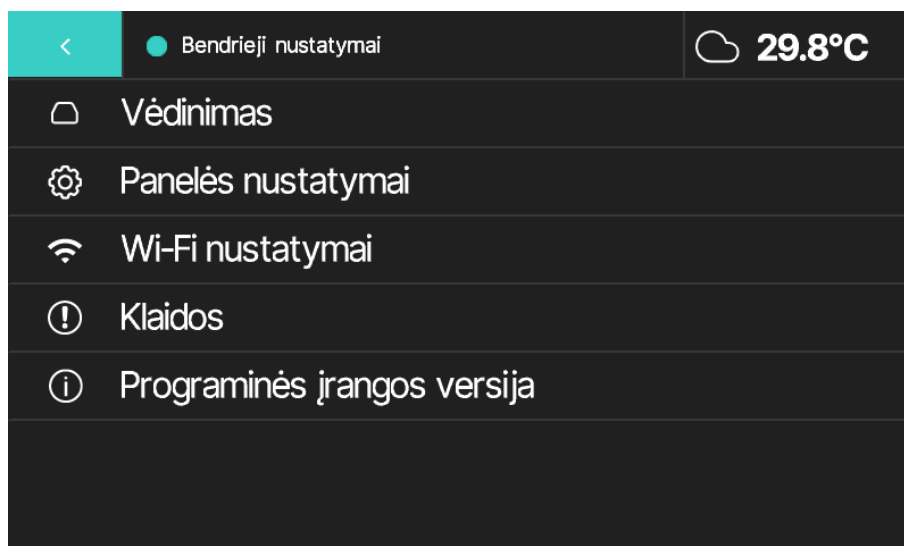 Bendrieji nustatymai
29.8°C
Vėdinimas
Panelės nustatymai
Wi-Fi nustatymai
Klaidos
Programinės įrangos versija